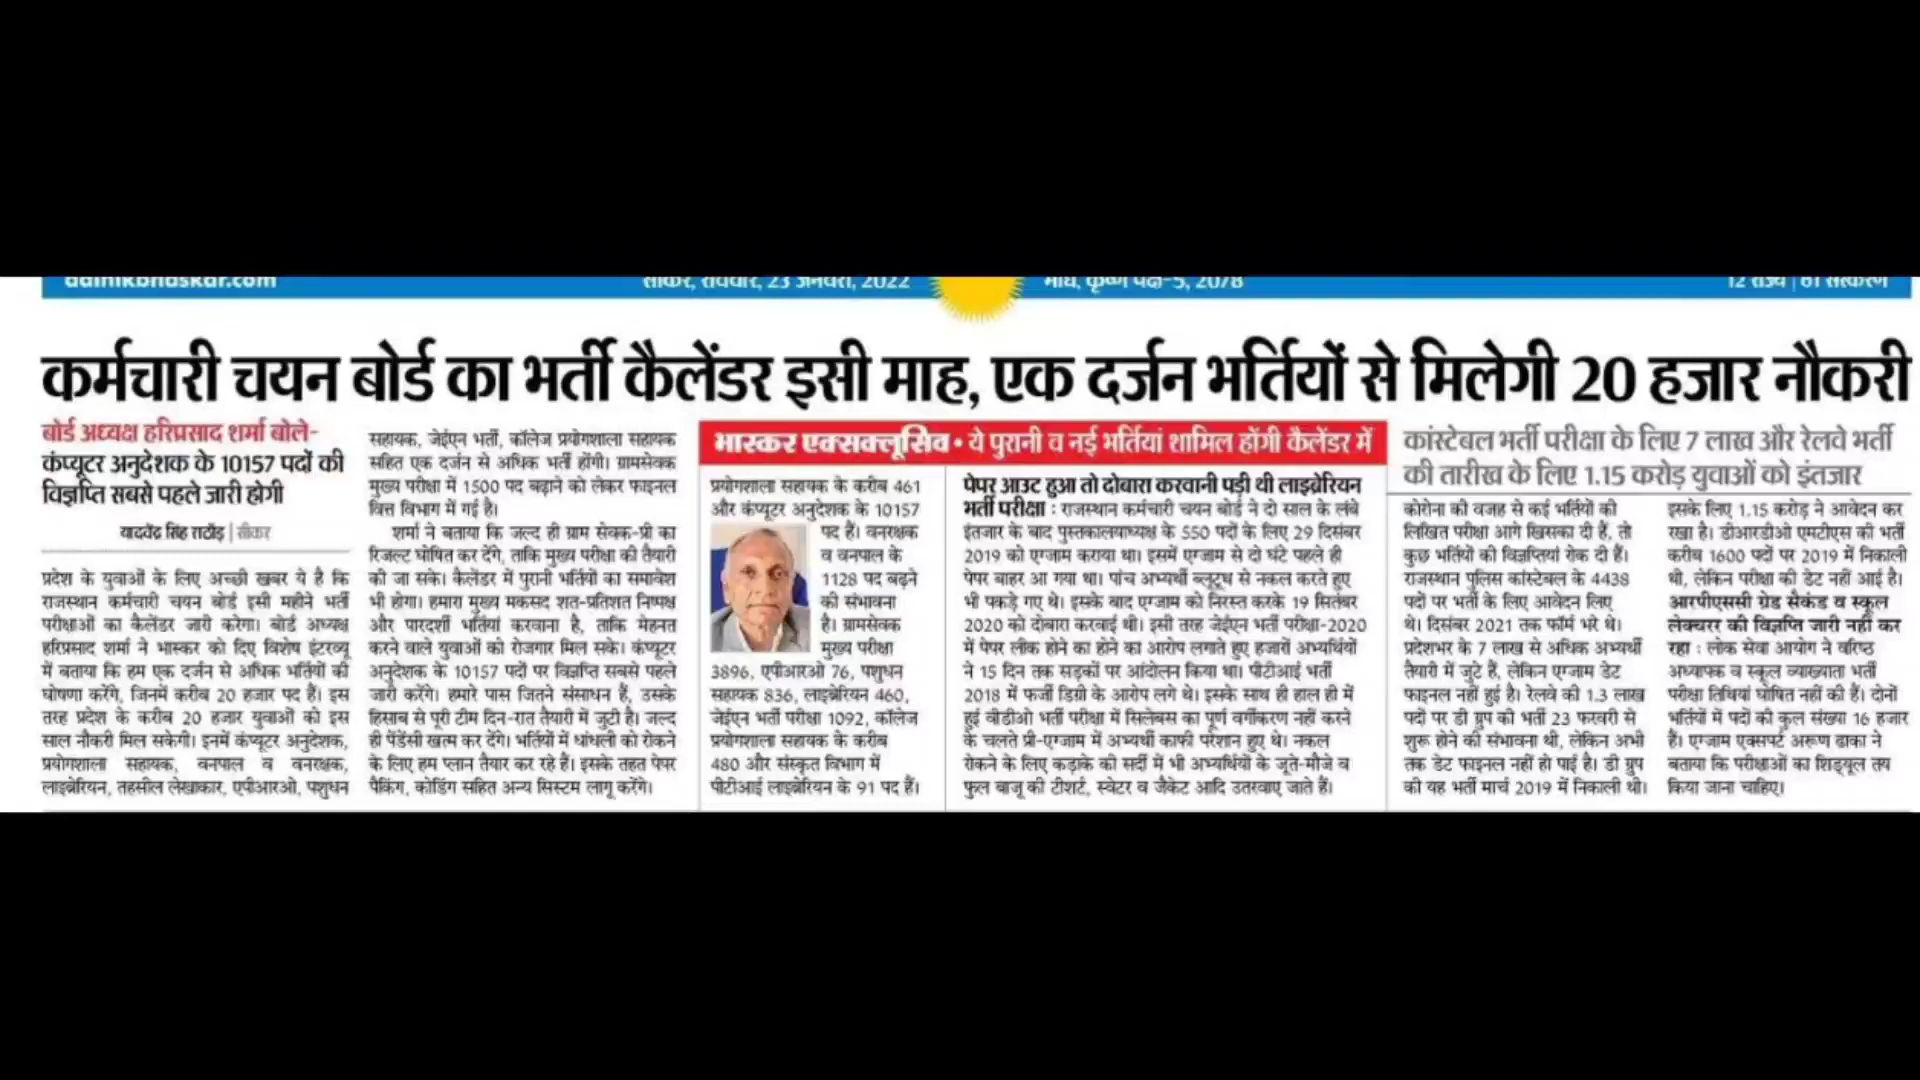 dainikbhaskar.com
सीकर, रविवार, 23 जनवरी, 2022
माघ, कृष्ण पक्ष-5, 2078
12 राज्य | 61 संस्करण
कर्मचारी चयन बोर्ड का भर्ती कैलेंडर इसी माह, एक दर्जन भर्तियों से मिलेगी 20 हजार नौकरी
बोर्ड अध्यक्ष हरिप्रसाद शर्मा बोले-
कंप्यूटर अनुदेशक के 10157 पदों की
विज्ञप्ति सबसे पहले जारी होगी
यादवेंद्र सिंह राठौड़ | सीकर
प्रदेश के युवाओं के लिए अच्छी खबर ये है कि
राजस्थान कर्मचारी चयन बोर्ड इसी महीने भर्ती
परीक्षाओं का कैलेंडर जारी करेगा। बोर्ड अध्यक्ष
हरिप्रसाद शर्मा ने भास्कर को दिए विशेष इंटरव्यू
में बताया कि हम एक दर्जन से अधिक भर्तियों की
घोषणा करेंगे, जिनमें करीब 20 हजार पद हैं। इस
तरह प्रदेश के करीब 20 हजार युवाओं को इस
साल नौकरी मिल सकेगी। इनमें कंप्यूटर अनुदेशक,
प्रयोगशाला सहायक, वनपाल व वनरक्षक,
लाइब्रेरियन, तहसील लेखाकार, एपीआरओ, पशुधन
सहायक, जेईएन भर्ती, कॉलेज प्रयोगशाला सहायक
सहित एक दर्जन से अधिक भर्ती होंगी। ग्रामसेवक
मुख्य परीक्षा में 1500 पद बढ़ाने को लेकर फाइनल
वित्त विभाग में गई है।
शर्मा ने बताया कि जल्द ही ग्राम सेवक-प्री का
रिजल्ट घोषित कर देंगे, ताकि मुख्य परीक्षा की तैयारी
की जा सके। कैलेंडर में पुरानी भर्तियों का समावेश
भी होगा। हमारा मुख्य मकसद शत-प्रतिशत निष्पक्ष
और पारदर्शी भर्तियां करवाना है, ताकि मेहनत
करने वाले युवाओं को रोजगार मिल सके। कंप्यूटर
अनुदेशक के 10157 पदों पर विज्ञप्ति सबसे पहले
जारी करेंगे। हमारे पास जितने संसाधन हैं, उसके
हिसाब से पूरी टीम दिन-रात तैयारी में जुटी है। जल्द
ही पेंडेंसी खत्म कर देंगे। भर्तियों में धांधली को रोकने
के लिए हम प्लान तैयार कर रहे हैं। इसके तहत पेपर
पैकिंग, कोडिंग सहित अन्य सिस्टम लागू करेंगे।
भास्कर एक्सक्लूसिव • ये पुरानी व नई भर्तियां शामिल होंगी कैलेंडर में
प्रयोगशाला सहायक के करीब 461
और कंप्यूटर अनुदेशक के 10157
पद हैं। वनरक्षक
व वनपाल के
1128 पद बढ़ने
की संभावना
है। ग्रामसेवक
मुख्य परीक्षा
3896, एपीआरओ 76, पशुधन
सहायक 836, लाइब्रेरियन 460,
जेईएन भर्ती परीक्षा 1092, कॉलेज
प्रयोगशाला सहायक के करीब
480 और संस्कृत विभाग में
पीटीआई लाइब्रेरियन के 91 पद हैं।
पेपर आउट हुआ तो दोबारा करवानी पड़ी थी लाइब्रेरियन
भर्ती परीक्षा : राजस्थान कर्मचारी चयन बोर्ड ने दो साल के लंबे
इंतजार के बाद पुस्तकालयाध्यक्ष के 550 पदों के लिए 29 दिसंबर
2019 को एग्जाम कराया था। इसमें एग्जाम से दो घंटे पहले ही
पेपर बाहर आ गया था। पांच अभ्यर्थी ब्लूटूथ से नकल करते हुए
भी पकड़े गए थे। इसके बाद एग्जाम को निरस्त करके 19 सितंबर
2020 को दोबारा करवाई थी। इसी तरह जेईएन भर्ती परीक्षा-2020
में पेपर लीक होने का होने का आरोप लगाते हुए हजारों अभ्यर्थियों
ने 15 दिन तक सड़कों पर आंदोलन किया था। पीटीआई भर्ती
2018 में फर्जी डिग्री के आरोप लगे थे। इसके साथ ही हाल ही में
हुई वीडीओ भर्ती परीक्षा में सिलेबस का पूर्ण वर्गीकरण नहीं करने
के चलते प्री-एग्जाम में अभ्यर्थी काफी परेशान हुए थे। नकल
रोकने के लिए कड़ाके की सर्दी में भी अभ्यर्थियों के जूते-मौजे व
फुल बाजू की टीशर्ट, स्वेटर व जैकेट आदि उतरवाए जाते हैं।
कांस्टेबल भर्ती परीक्षा के लिए 7 लाख और रेलवे भर्ती
की तारीख के लिए 1.15 करोड़ युवाओं को इंतजार
कोरोना की वजह से कई भर्तियों की
लिखित परीक्षा आगे खिसका दी हैं, तो
कुछ भर्तियों की विज्ञप्तियां रोक दी हैं।
राजस्थान पुलिस कांस्टेबल के 4438
पदों पर भर्ती के लिए आवेदन लिए
थे। दिसंबर 2021 तक फॉर्म भरे थे।
प्रदेशभर के 7 लाख से अधिक अभ्यर्थी
तैयारी में जुटे हैं, लेकिन एग्जाम डेट
फाइनल नहीं हुई है। रेलवे की 1.3 लाख
पदों पर डी ग्रुप की भर्ती 23 फरवरी से
शुरू होने की संभावना थी, लेकिन अभी
तक डेट फाइनल नहीं हो पाई है। डी ग्रुप
की यह भर्ती मार्च 2019 में निकाली थी।
इसके लिए 1.15 करोड़ ने आवेदन कर
रखा है। डीआरडीओ एमटीएस की भर्ती
करीब 1600 पदों पर 2019 में निकाली
थी, लेकिन परीक्षा की डेट नहीं आई है।
आरपीएससी ग्रेड सैकंड व स्कूल
लेक्चरर की विज्ञप्ति जारी नहीं कर
रहा : लोक सेवा आयोग ने वरिष्ठ
अध्यापक व स्कूल व्याख्याता भर्ती
परीक्षा तिथियां घोषित नहीं की हैं। दोनों
भर्तियों में पदों की कुल संख्या 16 हजार
हैं। एग्जाम एक्सपर्ट अरूण ढाका ने
बताया कि परीक्षाओं का शिड्यूल तय
किया जाना चाहिए।